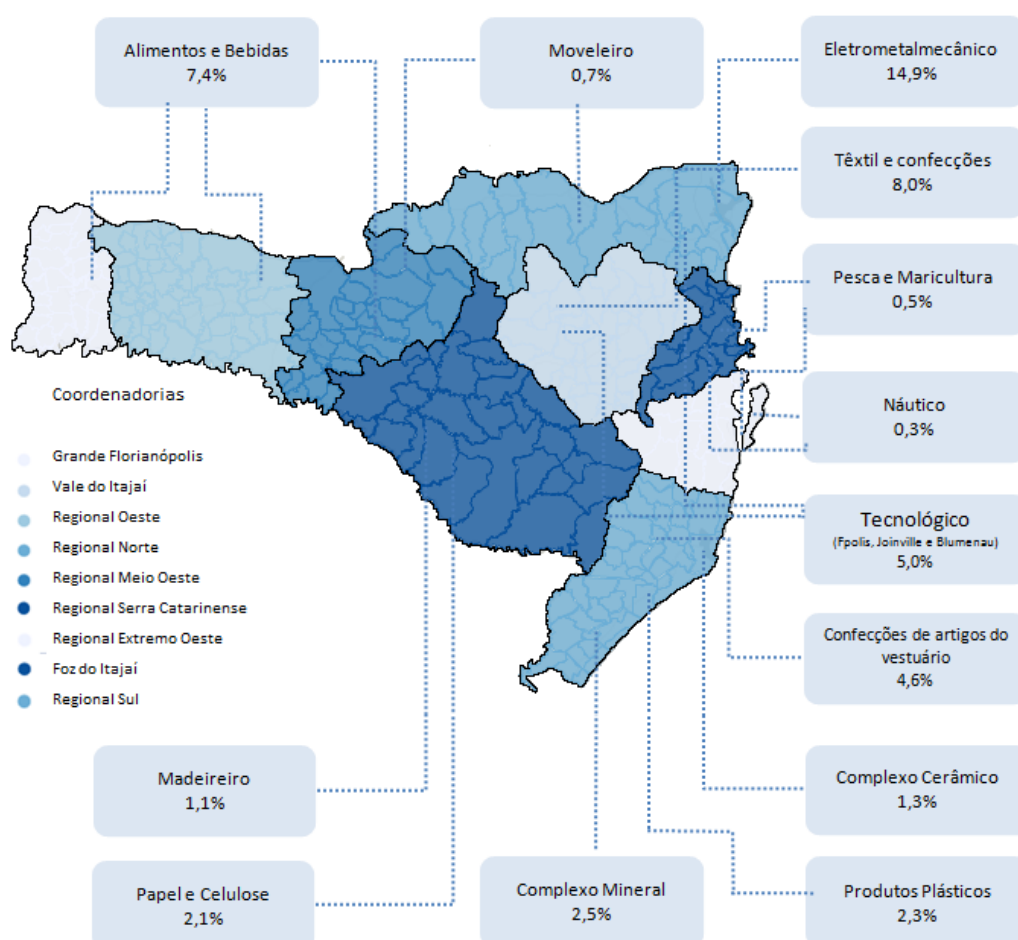 Alimentos e Bebidas
7,4%
Moveleiro
0,7%
Eletrometalmecânico
14,9%
Têxtil e confecções
8,0%
Pesca e Maricultura
0,5%
Náutico
0,3%
Tecnológico
(Fpolis, Joinville e Blumenau)
5,0%
Confecções de artigos do
vestuário
4,6%
Complexo Cerâmico
1,3%
Produtos Plásticos
2,3%
Coordenadorias
Grande Florianópolis
Vale do Itajaí
Regional Oeste
Regional Norte
Regional Meio Oeste
Regional Serra Catarinense
Regional Extremo Oeste
Foz do Itajaí
Regional Sul
Madeireiro
1,1%
Papel e Celulose
2,1%
Complexo Mineral
2,5%